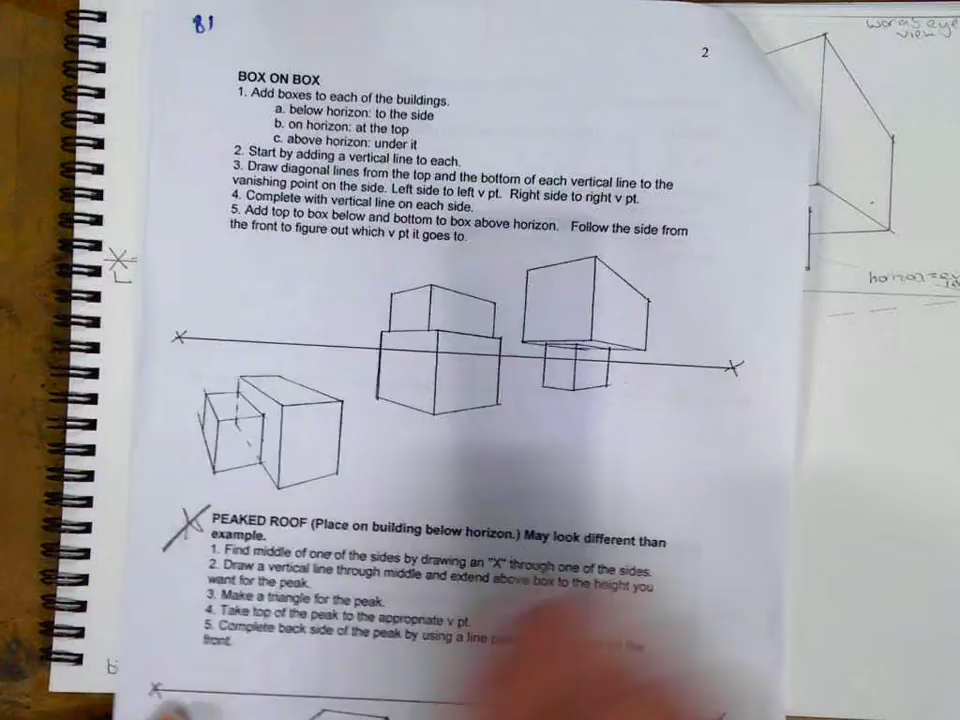 B1
2
worm's eye
view
BOX ON BOX
1. Add boxes to each of the buildings.
a. below horizon: to the side
b. on horizon: at the top
c. above horizon: under it
2. Start by adding a vertical line to each.
3. Draw diagonal lines from the top and the bottom of each vertical line to the
vanishing point on the side. Left side to left v pt. Right side to right v pt.
4. Complete with vertical line on each side.
5. Add top to box below and bottom to box above horizon. Follow the side from
the front to figure out which v pt it goes to.
PEAKED ROOF (Place on building below horizon.) May look different than
example.
1. Find middle of one of the sides by drawing an "X" through one of the sides.
2. Draw a vertical line through middle and extend above box to the height you
want for the peak.
3. Make a triangle for the peak.
4. Take top of the peak to the appropriate v pt.
5. Complete back side of the peak by using a line
front.